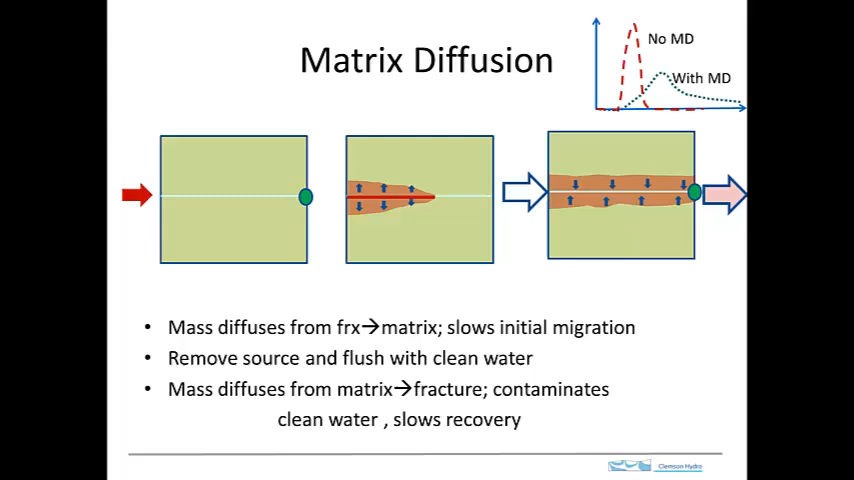 Matrix Diffusion
No MD
With MD
• Mass diffuses from frx→matrix; slows initial migration
• Remove source and flush with clean water
• Mass diffuses from matrix→fracture; contaminates
clean water , slows recovery
Clemson Hydro